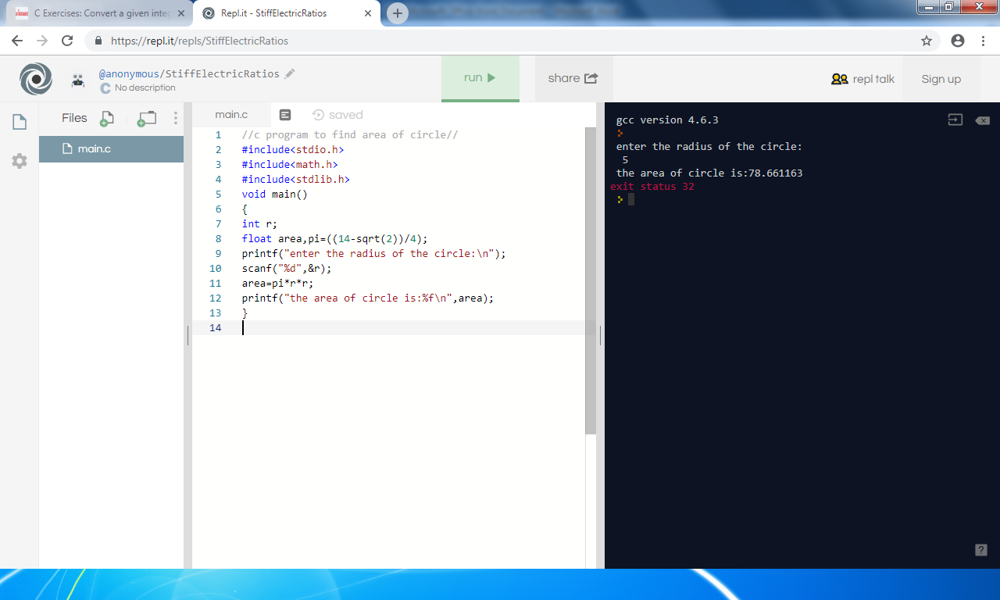 C Exercises: Convert a given integ
Repl.it - StiffElectricRatios
https://repl.it/repls/StiffElectricRatios
@anonymous/StiffElectricRatios
No description
run
share
repl talk
Sign up
Files
main.c
main.c
saved
1 //c program to find area of circle//
2 #include<stdio.h>
3 #include<math.h>
4 #include<stdlib.h>
5 void main()
6 {
7 int r;
8 float area,pi=((14-sqrt(2))/4);
9 printf("enter the radius of the circle:\n");
10 scanf("%d",&r);
11 area=pi*r*r;
12 printf("the area of circle is:%f\n",area);
13 }
14
gcc version 4.6.3
enter the radius of the circle:
5
the area of circle is:78.661163
exit status 32
?